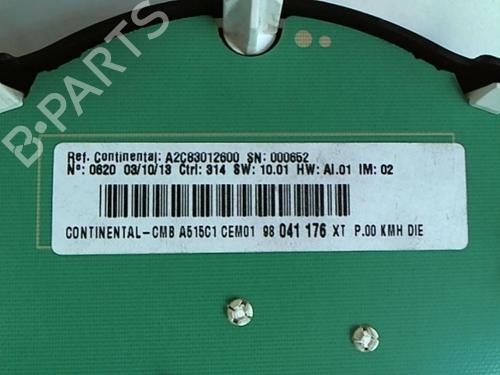 B-PARTS
Ref. Continental: A2C83012600 SN: 000652
Nº: 0620 03/10/13 Ctrl: 314 SW: 10.01 HW: AI.01 IM: 02
CONTINENTAL-CMB A515C1 CEM01 98 041 176 XT P.00 KMH DIE